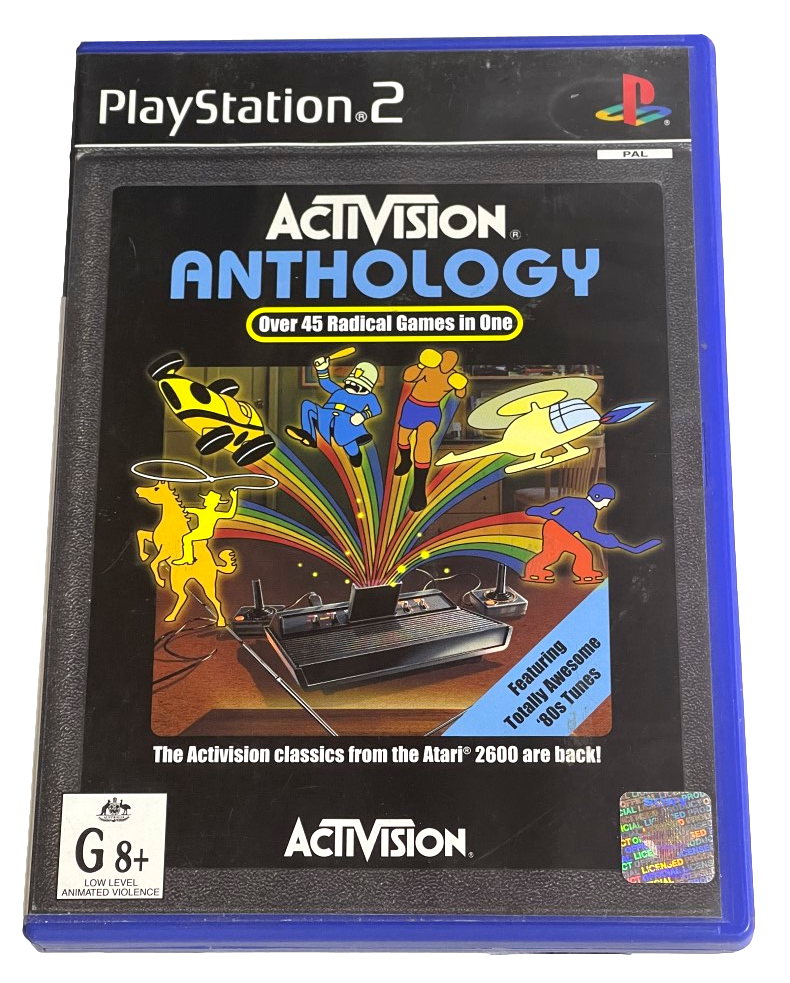 PlayStation®2
PAL
ACTIVISION®
ANTHOLOGY
Over 45 Radical Games in One
Featuring
Totally Awesome
'80s Tunes
The Activision classics from the Atari® 2600 are back!
G 8+
LOW LEVEL
ANIMATED VIOLENCE
ACTIVISION®
LICENSED